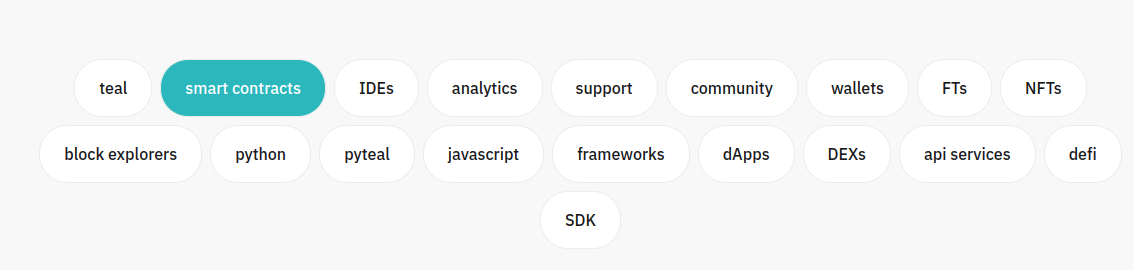 teal smart contracts IDEs analytics support community wallets FTs NFTs
block explorers python pyteal javascript frameworks dApps DEXs api services defi
SDK